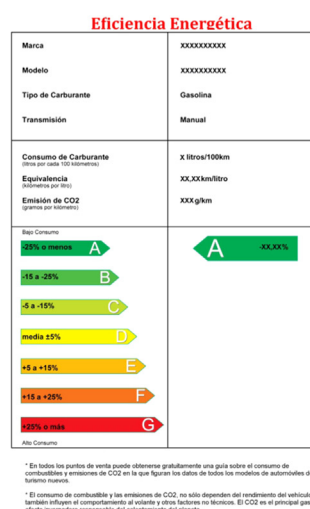 Eficiencia Energética
Marca XXXXXXXXXX
Modelo XXXXXXXXXX
Tipo de Carburante Gasolina
Transmisión Manual
Consumo de Carburante X litros/100km
(litros por cada 100 kilómetros)
Equivalencia XX,XXkm/litro
(kilómetros por litro)
Emisión de CO2 XXX g/km
(gramos por kilómetro)
Bajo Consumo
-25% o menos A A -XX,XX%
-15 a -25% B
-5 a -15% C
media ±5% D
+5 a +15% E
+15 a +25% F
+25% o más G
Alto Consumo
* En todos los puntos de venta puede obtenerse gratuitamente una guía sobre el consumo de
combustibles y emisiones de CO2 en la que figuran los datos de todos los modelos de automóviles de
turismo nuevos.
* El consumo de combustible y las emisiones de CO2, no sólo dependen del rendimiento del vehículo
también influyen el comportamiento al volante y otros factores no técnicos. El CO2 es el principal gas